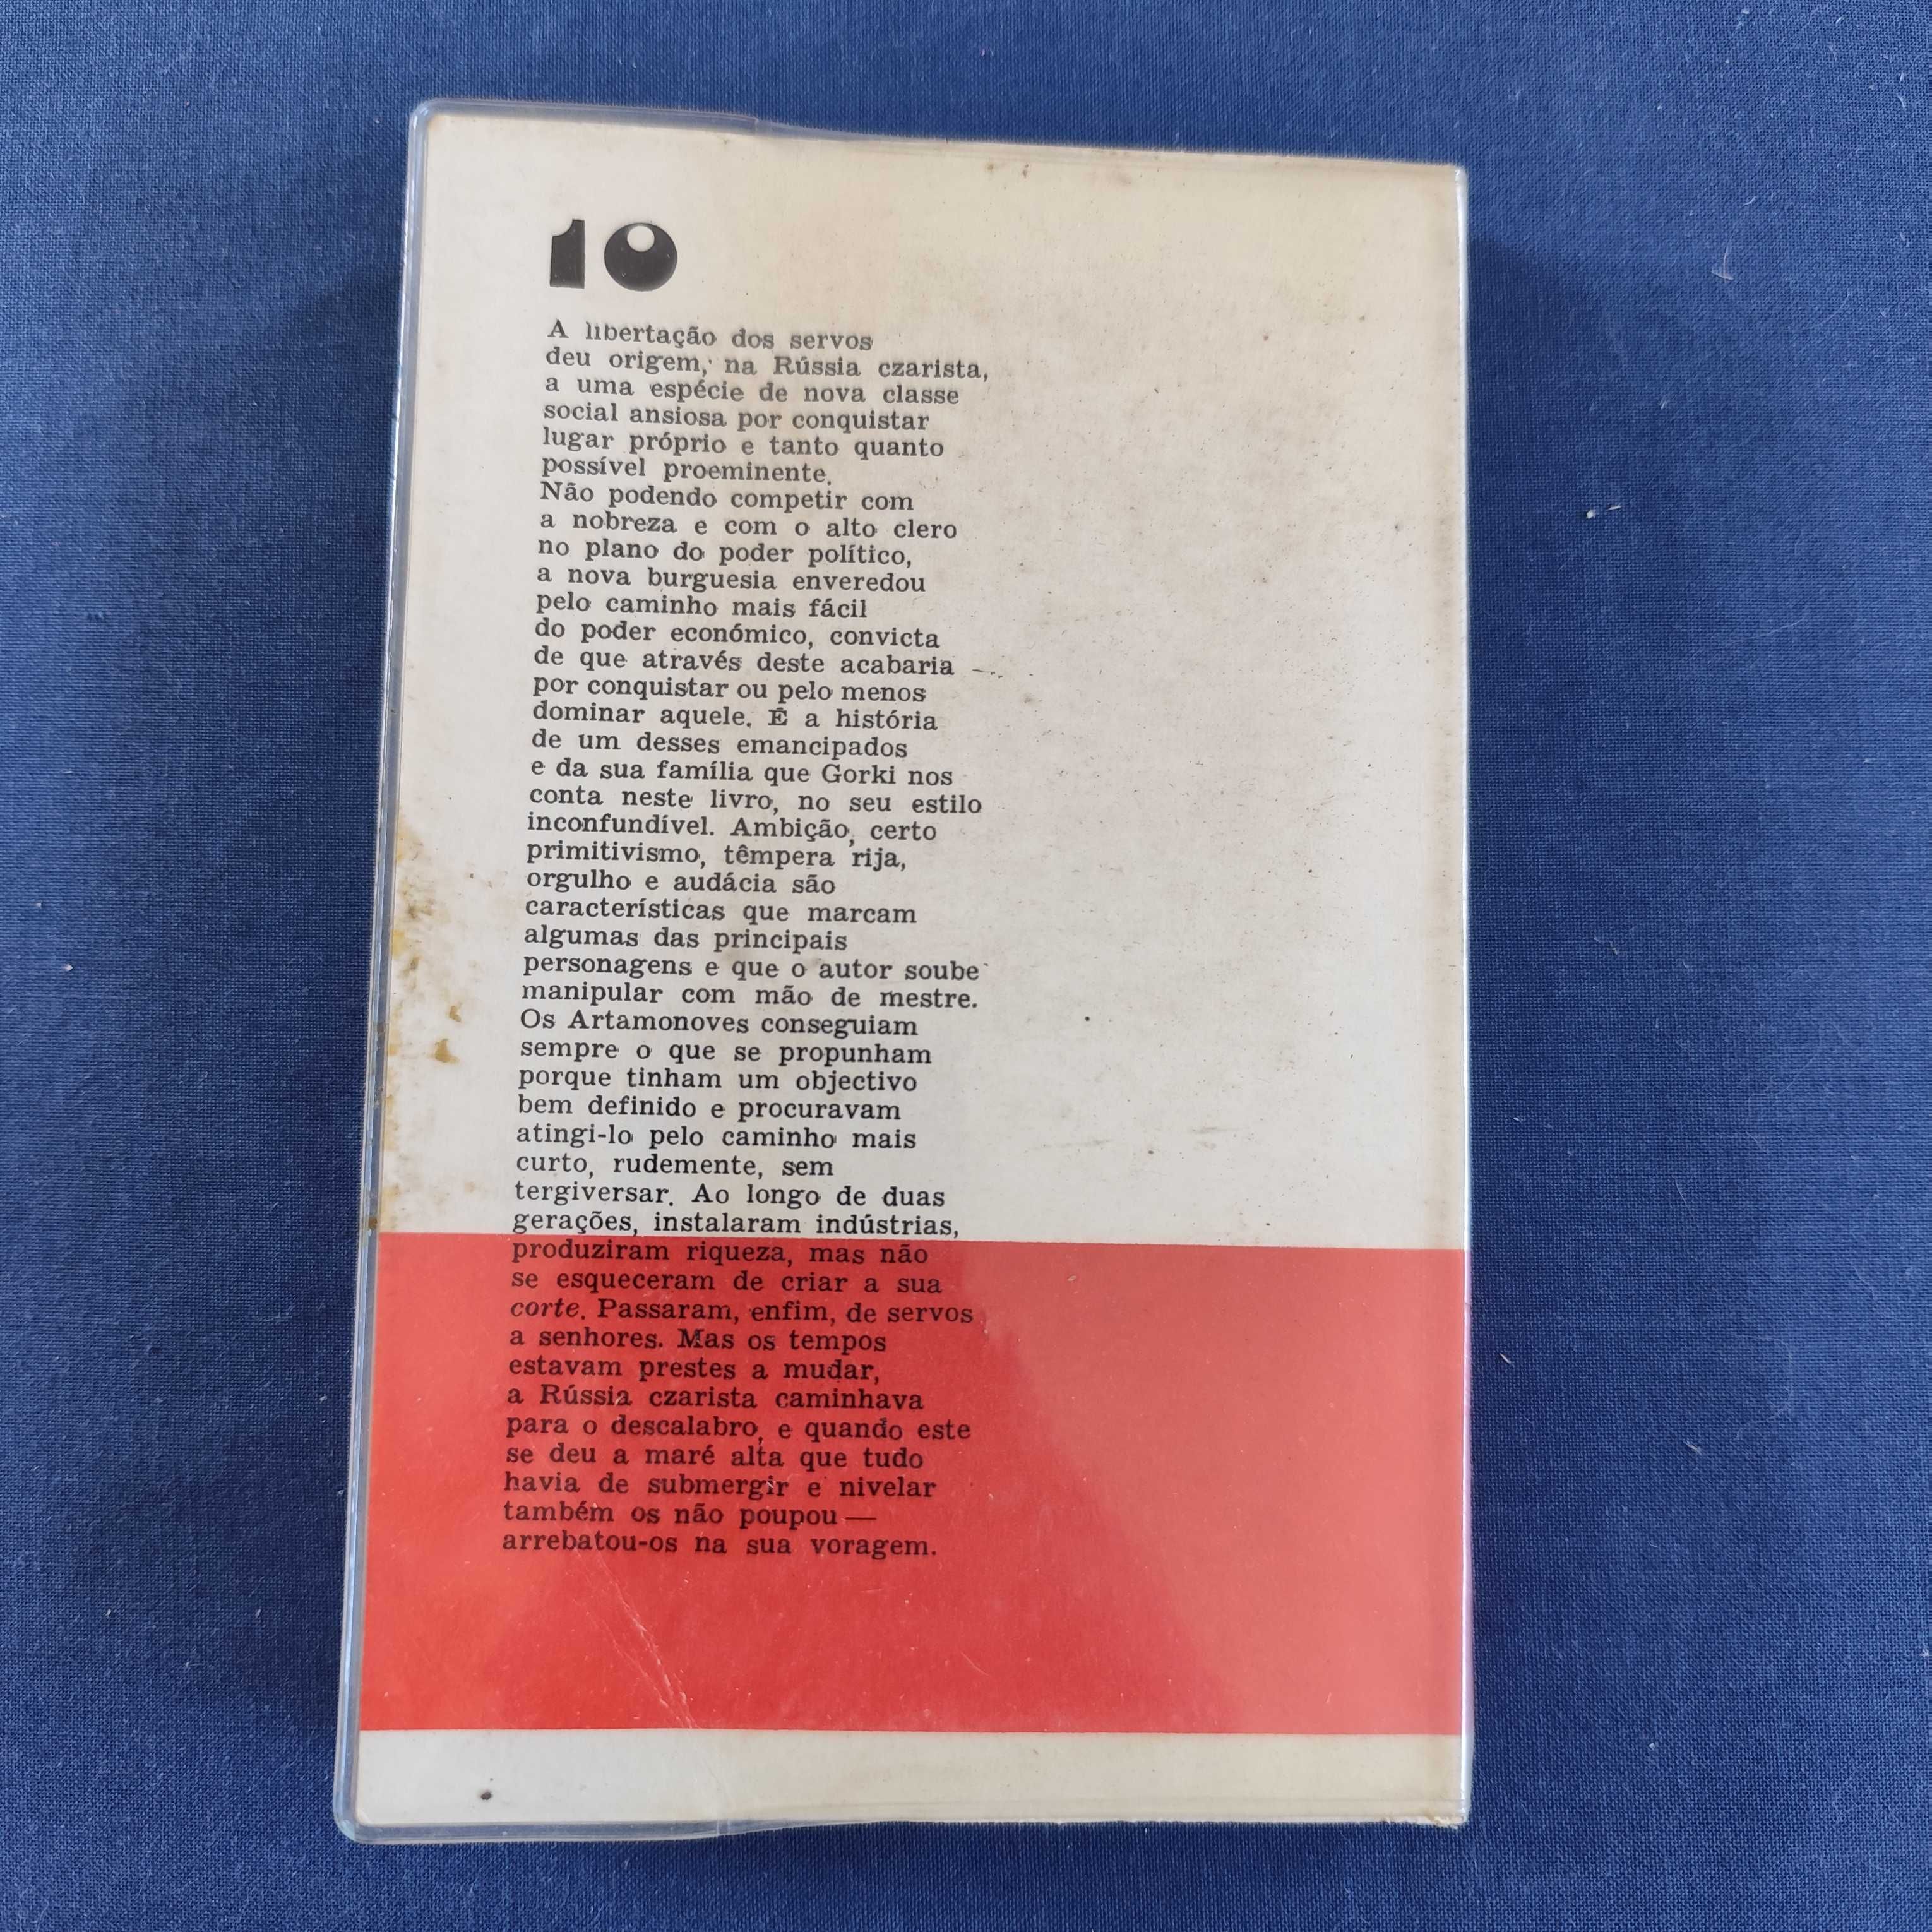 10
A libertação dos servos
deu origem, na Rússia czarista,
a uma espécie de nova classe
social ansiosa por conquistar
lugar próprio e tanto quanto
possível proeminente.
Não podendo competir com
a nobreza e com o alto clero
no plano do poder político,
a nova burguesia enveredou
pelo caminho mais fácil
do poder económico, convicta
de que através deste acabaria
por conquistar ou pelo menos
dominar aquele. É a história
de um desses emancipados
e da sua família que Gorki nos
conta neste livro, no seu estilo
inconfundível. Ambição, certo
primitivismo, têmpera rija,
orgulho e audácia são
características que marcam
algumas das principais
personagens e que o autor soube
manipular com mão de mestre.
Os Artamonoves conseguiam
sempre o que se propunham
porque tinham um objectivo
bem definido e procuravam
atingi-lo pelo caminho mais
curto, rudemente, sem
tergiversar. Ao longo de duas
gerações, instalaram indústrias,
produziram riqueza, mas não
se esqueceram de criar a sua
corte. Passaram, enfim, de servos
a senhores. Mas os tempos
estavam prestes a mudar,
a Rússia czarista caminhava
para o descalabro, e quando este
se deu a maré alta que tudo
havia de submergir e nivelar
também os não poupou —
arrebatou-os na sua voragem.